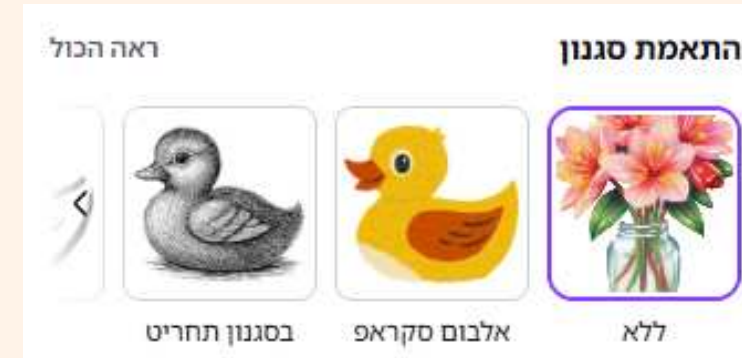 התאמת סגנון
ראה הכול
ללא
אלבום סקראפ
בסגנון תחריט